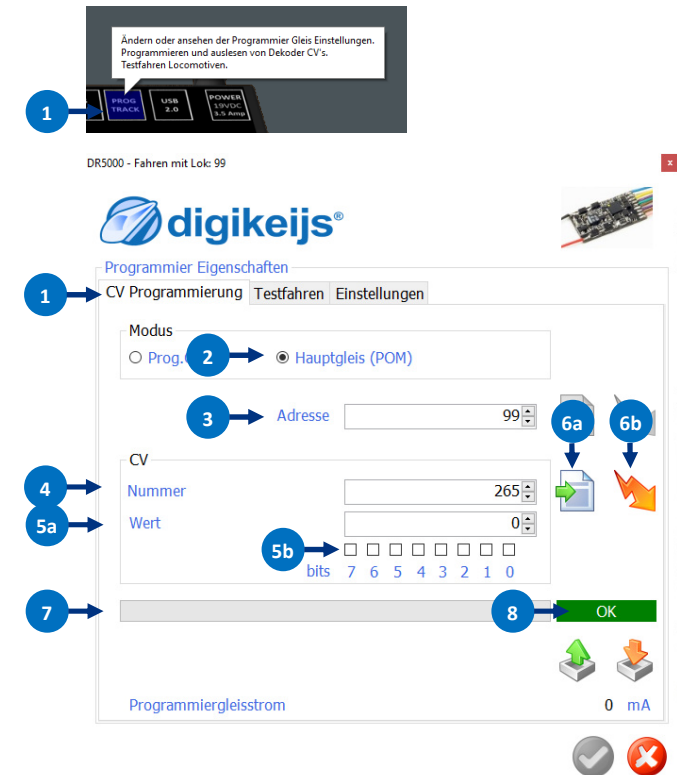 Ändern oder ansehen der Programmier Gleis Einstellungen.
Programmieren und auslesen von Dekoder CV's.
Testfahren Locomotiven.
1
PROG
TRACK
USB
2.0
POWER
19VDC
3.5 Amp
DR5000 - Fahren mit Lok: 99
x
digikeijs®
Programmier Eigenschaften
1
CV Programmierung Testfahren Einstellungen
Modus
Prog. 2 Hauptgleis (POM)
3 Adresse 99 6a 6b
CV
4 Nummer 265
5a Wert 0
5b
bits 7 6 5 4 3 2 1 0
7 8 OK
Programmiergleisstrom 0 mA